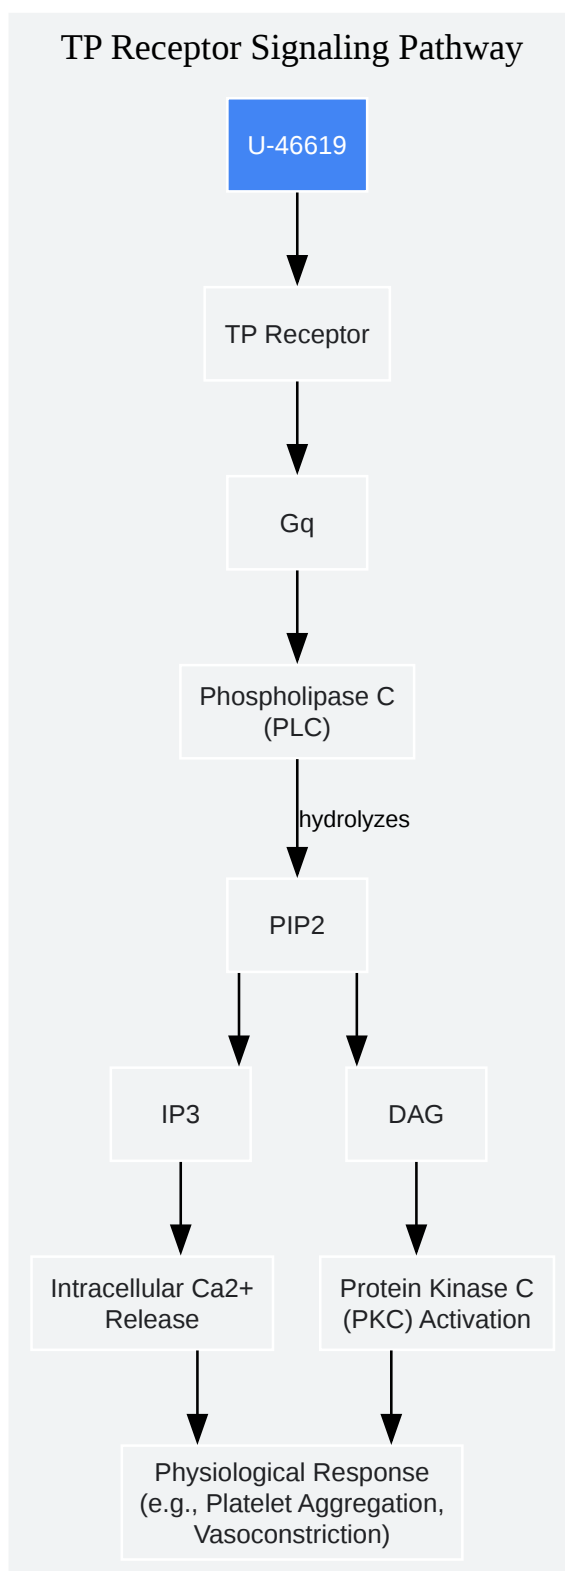 TP Receptor Signaling Pathway
U-46619
TP Receptor
Gq
Phospholipase C
(PLC)
hydrolyzes
PIP2
IP3
DAG
Intracellular Ca2+
Release
Protein Kinase C
(PKC) Activation
Physiological Response
(e.g., Platelet Aggregation,
Vasoconstriction)